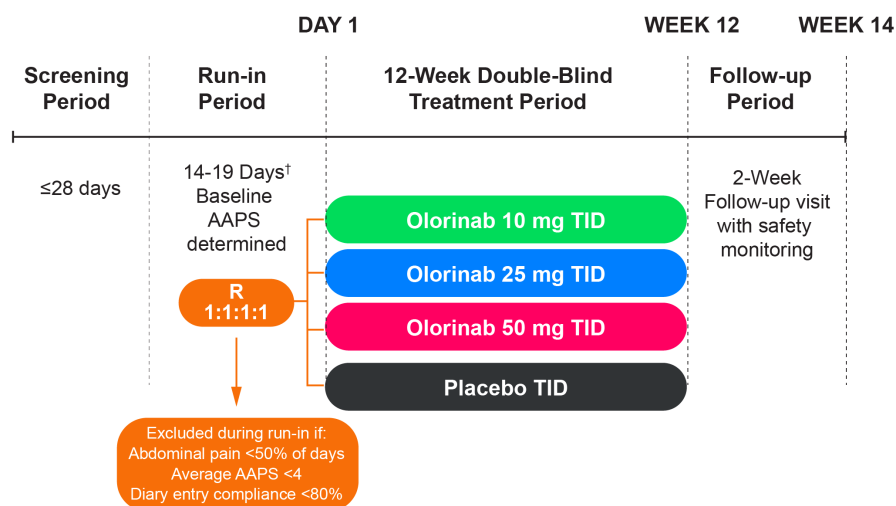 DAY 1
WEEK 12
WEEK 14
Screening
Period
Run-in
Period
12-Week Double-Blind
Treatment Period
Follow-up
Period
≤28 days
14-19 Days†
Baseline
AAPS
determined
R
1:1:1:1
Olorinab 10 mg TID
Olorinab 25 mg TID
Olorinab 50 mg TID
Placebo TID
2-Week
Follow-up visit
with safety
monitoring
Excluded during run-in if:
Abdominal pain <50% of days
Average AAPS <4
Diary entry compliance <80%